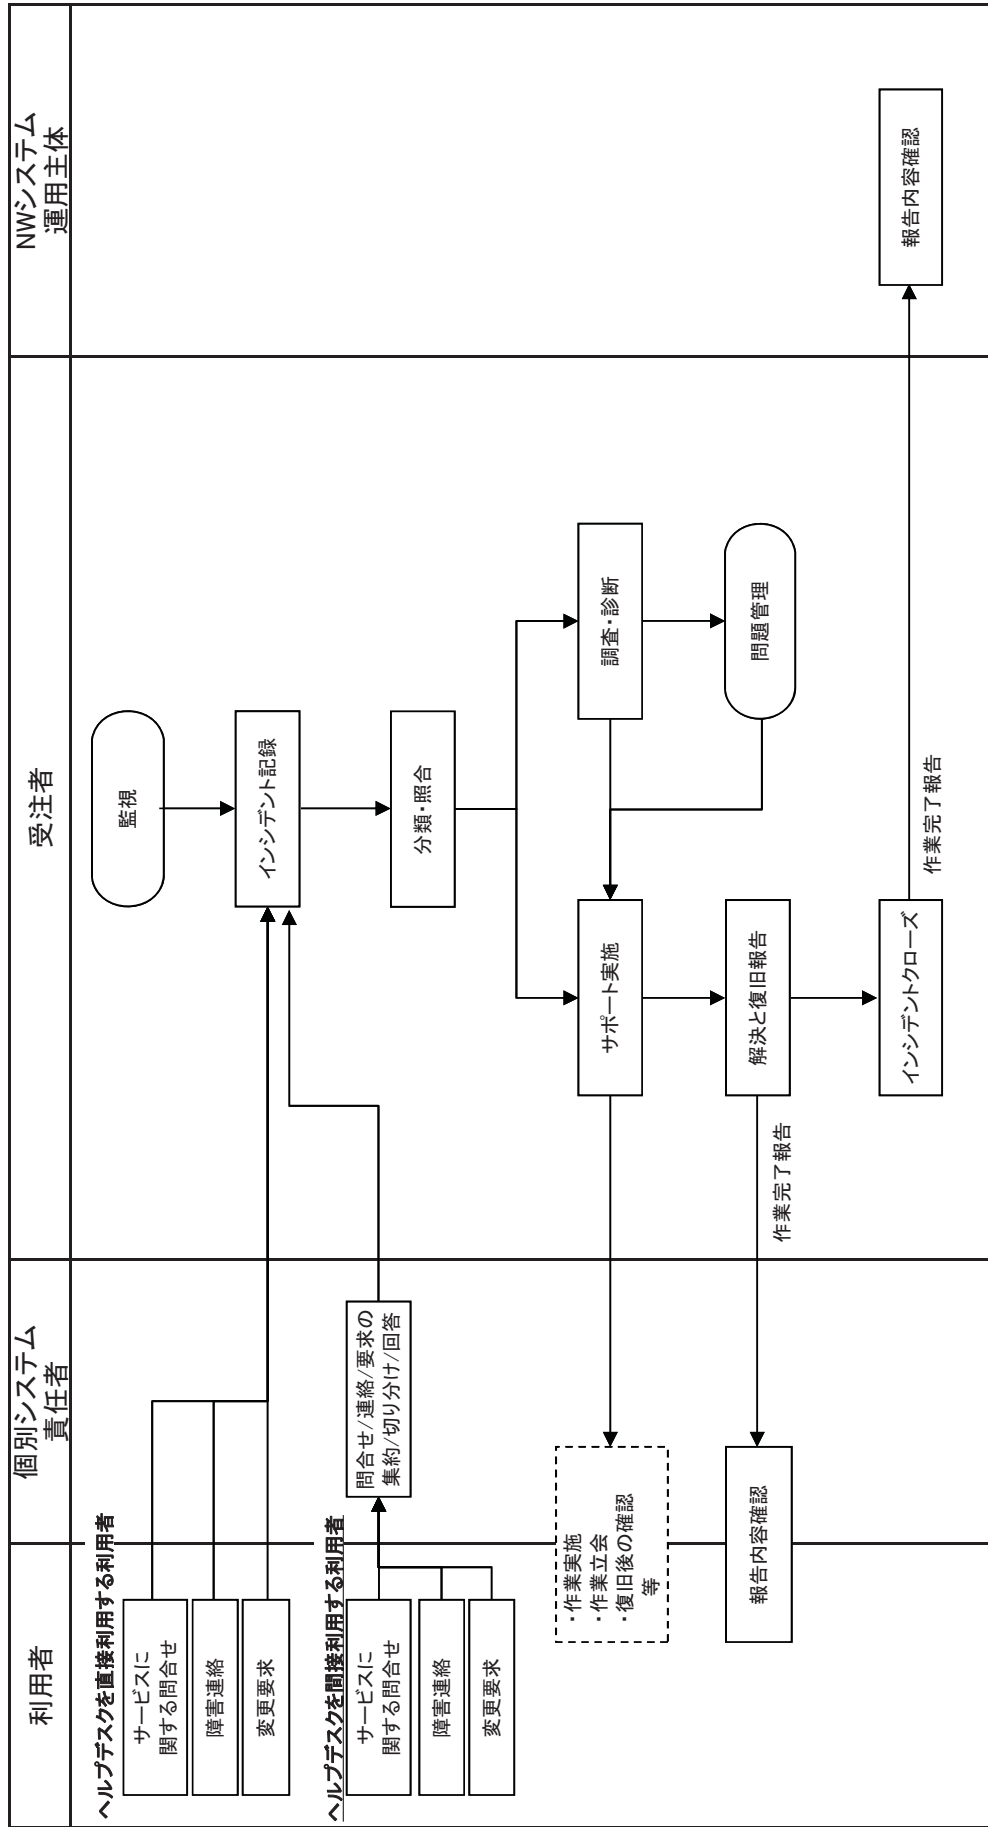 利用者
個別システム
責任者
受注者
NWシステム
運用主体
ヘルプデスクを直接利用する利用者
サービスに
関する問合せ
障害連絡
変更要求
監視
インシデント記録
ヘルプデスクを間接利用する利用者
サービスに
関する問合せ
障害連絡
変更要求
問合せ/連絡/要求の
集約/切り分け/回答
分類・照合
・作業実施
・作業立会
・復旧後の確認
等
サポート実施
調査・診断
報告内容確認
作業完了報告
解決と復旧報告
問題管理
インシデントクローズ
作業完了報告
報告内容確認